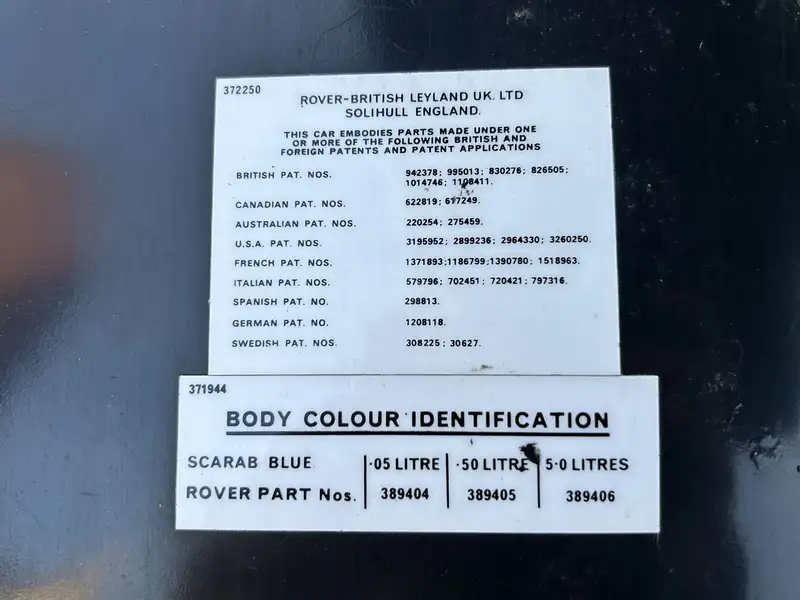 372250
ROVER-BRITISH LEYLAND UK. LTD
SOLIHULL ENGLAND.
THIS CAR EMBODIES PARTS MADE UNDER ONE
OR MORE OF THE FOLLOWING BRITISH AND
FOREIGN PATENTS AND PATENT APPLICATIONS
BRITISH PAT. NOS. 942378; 995013; 830276; 826505;
1014746; 1108411.
CANADIAN PAT. NOS. 622819; 617249.
AUSTRALIAN PAT. NOS. 220254; 275459.
U.S.A. PAT. NOS. 3195952; 2899236; 2964330; 3260250.
FRENCH PAT. NOS. 1371893;1186799;1390780; 1518963.
ITALIAN PAT. NOS. 579796; 702451; 720421; 797316.
SPANISH PAT. NO. 298813.
GERMAN PAT. NO. 1208118.
SWEDISH PAT. NOS. 308225; 30627.
371944
BODY COLOUR IDENTIFICATION
SCARAB BLUE ·05 LITRE ·50 LITRE 5·0 LITRES
ROVER PART Nos. 389404 389405 389406